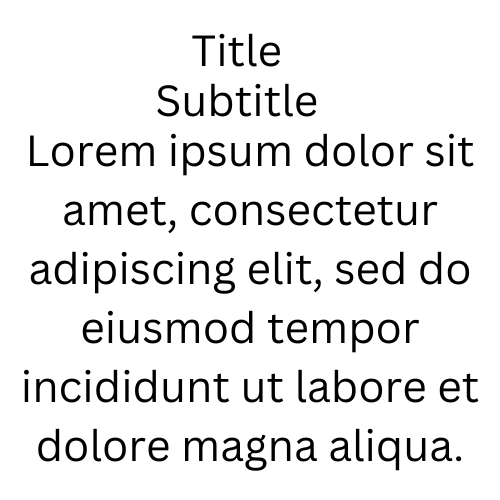 Title
Subtitle
Lorem ipsum dolor sit
amet, consectetur
adipiscing elit, sed do
eiusmod tempor
incididunt ut labore et
dolore magna aliqua.